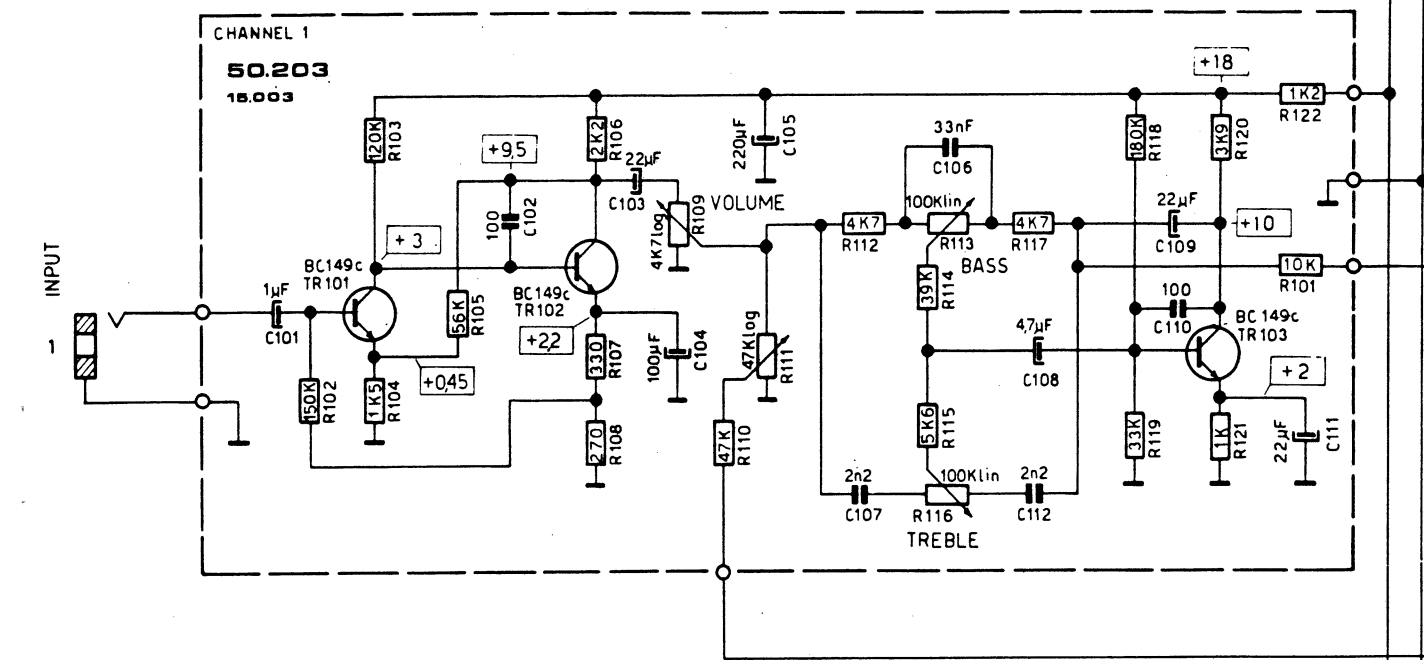 CHANNEL 1
50.203
15.003
+18
1K2
R122
120K
R103
2K2
R106
220µF
C105
33nF
C106
180K
R118
3K9
R120
+9,5
22µF
C103
100
C102
4K7log
R109
VOLUME
100Klin
4K7
R112
R113
4K7
R117
BASS
22µF
C109
+10
+3
INPUT
BC149c
TR101
BC149c
TR102
39K
R114
10K
R101
1µF
C101
56K
R105
+2,2
100
C110
BC149c
TR103
4,7µF
C108
1
330
R107
100µF
C104
47Klog
R111
+0,45
+2
150K
R102
1K5
R104
270
R108
47K
R110
5K6
R115
33K
R119
1K
R121
22µF
C111
2n2
C107
100Klin
R116
2n2
C112
TREBLE